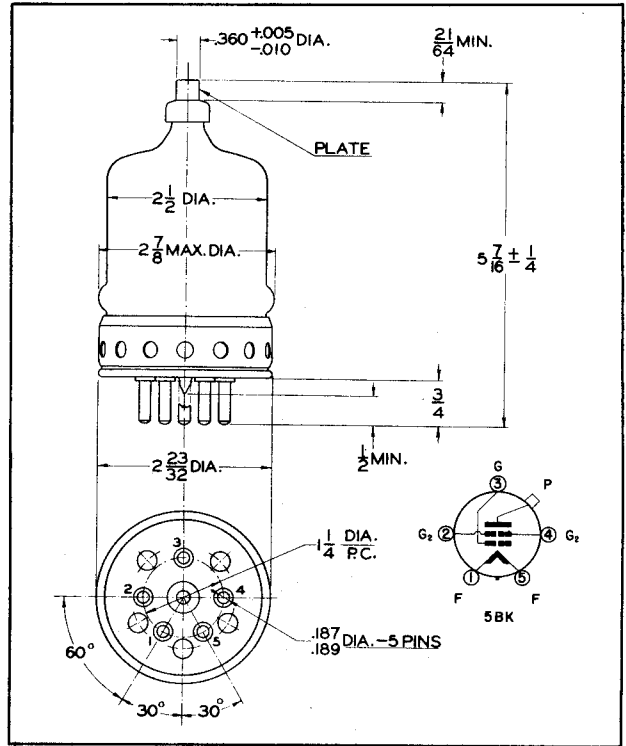 .360 +.005 -.010 DIA.
21/64 MIN.
PLATE
2 1/2 DIA.
2 7/8 MAX. DIA.
5 7/16 ± 1/4
3/4
1/2 MIN.
2 23/32 DIA.
G
3
P
G₂ 2
4 G₂
1
5
F
F
5BK
1 1/4 DIA. P.C.
3
2
4
1
5
.187
.189 DIA.-5 PINS
60°
30°
30°